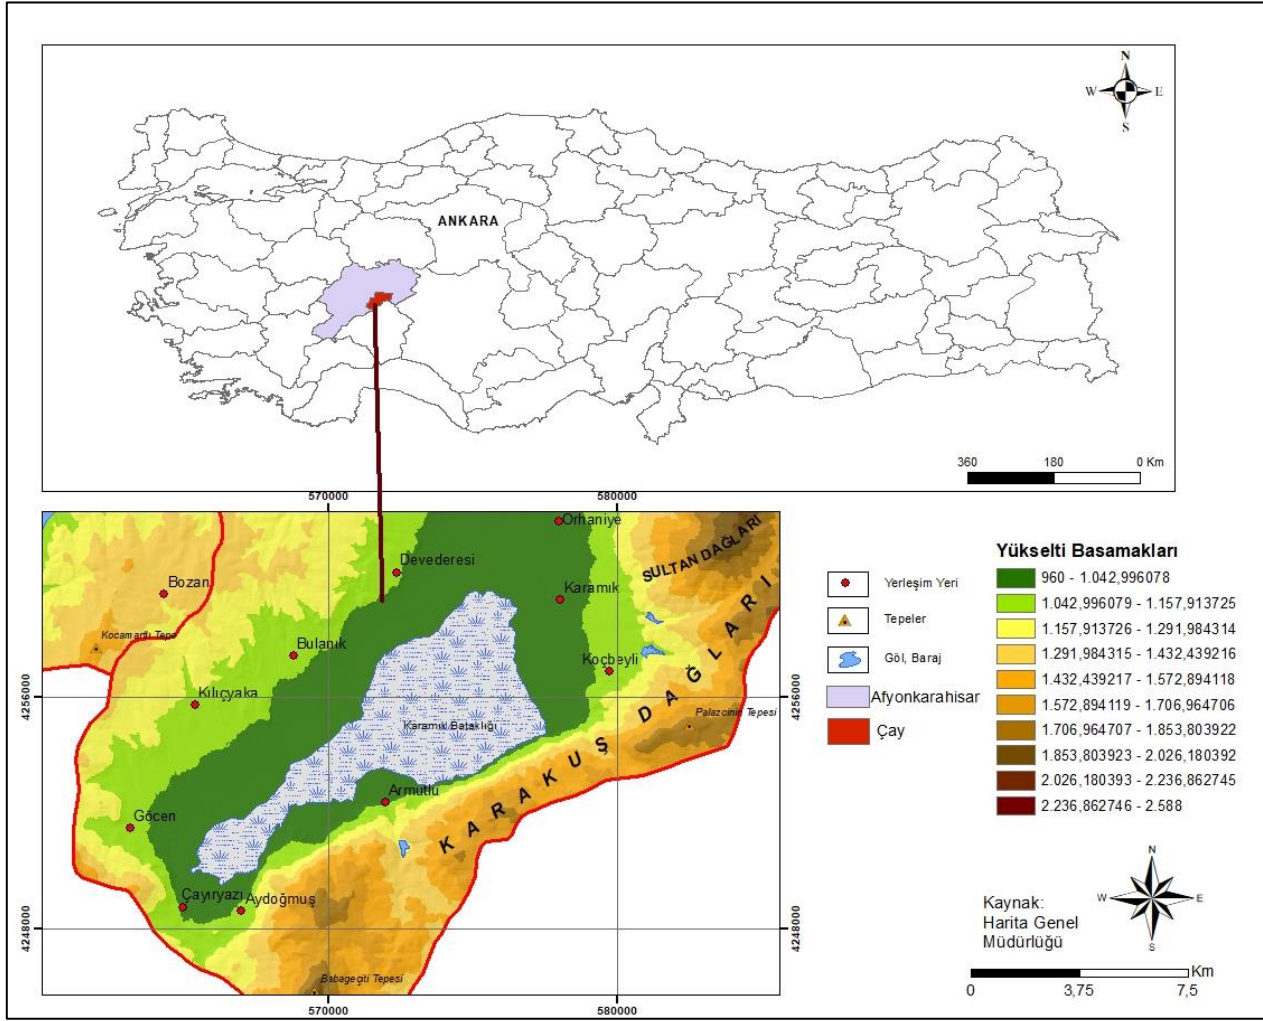 N
W E
S
ANKARA
360 180 0 Km
570000 580000
Orhaniye
SULTAN DAĞLARI
Devederesi
Bozan
Karamık
Kocamanlı Tepe
Bulanık
Koçbeyli
Kılıçyaka
4256000 4256000
Palazçinin Tepesi
Karamık Bataklığı
KARAKUŞ DAĞLARI
Armutlu
Göcen
Çayıryazı
Aydoğmuş
4248000 4248000
Babageçiti Tepesi
570000 580000
Yerleşim Yeri
Tepeler
Göl, Baraj
Afyonkarahisar
Çay
Yükselti Basamakları
960 - 1.042,996078
1.042,996079 - 1.157,913725
1.157,913726 - 1.291,984314
1.291,984315 - 1.432,439216
1.432,439217 - 1.572,894118
1.572,894119 - 1.706,964706
1.706,964707 - 1.853,803922
1.853,803923 - 2.026,180392
2.026,180393 - 2.236,862745
2.236,862746 - 2.588
N
W E
S
Kaynak:
Harita Genel
Müdürlüğü
Km
0 3,75 7,5